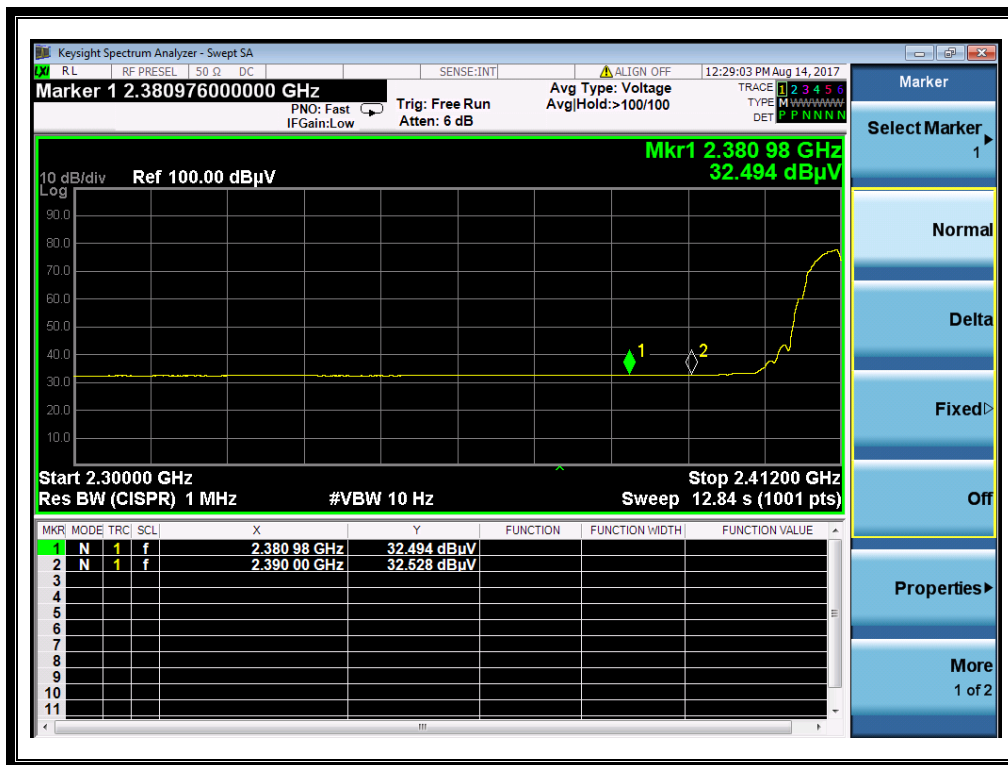 Keysight Spectrum Analyzer - Swept SA
LXI RL RF PRESEL 50 Ω DC SENSE:INT ALIGN OFF 12:29:03 PM Aug 14, 2017
Marker 1 2.380976000000 GHz
PNO: Fast
IFGain:Low
Trig: Free Run
Atten: 6 dB
Avg Type: Voltage
Avg|Hold:>100/100
TRACE 1 2 3 4 5 6
TYPE M WWWWW
DET P P N N N N
Mkr1 2.380 98 GHz
32.494 dBµV
10 dB/div Ref 100.00 dBµV
Log
90.0
80.0
70.0
60.0
50.0
40.0
30.0
20.0
10.0
1
2
Start 2.30000 GHz Stop 2.41200 GHz
Res BW (CISPR) 1 MHz #VBW 10 Hz Sweep 12.84 s (1001 pts)
MKR MODE TRC SCL X Y FUNCTION FUNCTION WIDTH FUNCTION VALUE
1 N 1 f 2.380 98 GHz 32.494 dBµV
2 N 1 f 2.390 00 GHz 32.528 dBµV
3
4
5
6
7
8
9
10
11
Marker
Select Marker
1
Normal
Delta
Fixed
Off
Properties
More
1 of 2